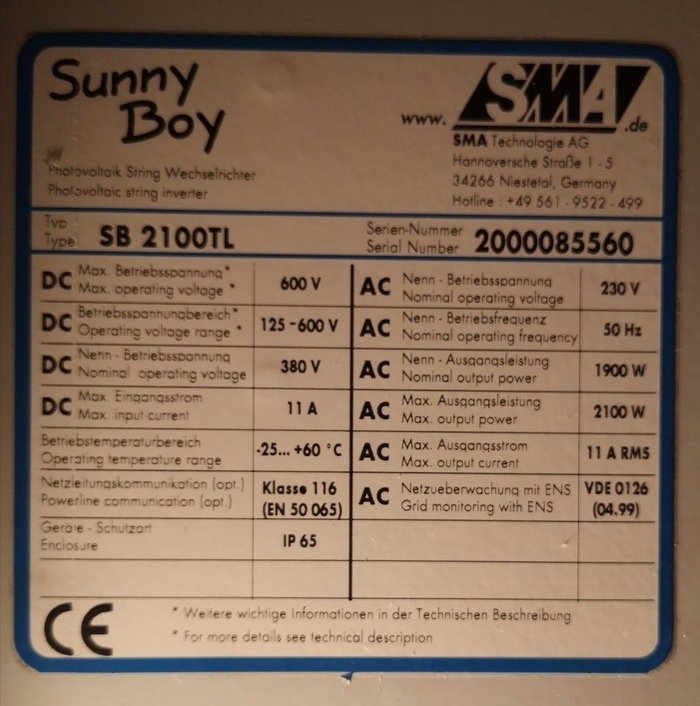 Sunny
Boy
www. SMA .de
SMA Technologie AG
Hannoversche Straße 1 - 5
34266 Niestetal, Germany
Hotline : +49 561 - 9522 - 499
Photovoltaik String Wechselrichter
Photovoltaic string inverter
Typ
Type SB 2100TL
Serien-Nummer
Serial Number 2000085560
DC Max. Betriebsspannung*
Max. operating voltage * 600 V
DC Betriebsspannungbereich*
Operating voltage range * 125 -600 V
DC Nenn - Betriebsspannung
Nominal operating voltage 380 V
DC Max. Eingangsstrom
Max. input current 11 A
Betriebstemperaturbereich
Operating temperature range -25... +60 °C
Netzleitungskommunikation (opt.)
Powerline communication (opt.) Klasse 116
(EN 50 065)
Geräte - Schutzart
Enclosure IP 65
AC Nenn - Betriebsspannung
Nominal operating voltage 230 V
AC Nenn - Betriebsfrequenz
Nominal operating frequency 50 Hz
AC Nenn - Ausgangsleistung
Nominal output power 1900 W
AC Max. Ausgangsleistung
Max. output power 2100 W
AC Max. Ausgangsstrom
Max. output current 11 A RMS
AC Netzueberwachung mit ENS
Grid monitoring with ENS VDE 0126
(04.99)
CE
* Weitere wichtige Informationen in der Technischen Beschreibung
* For more details see technical description